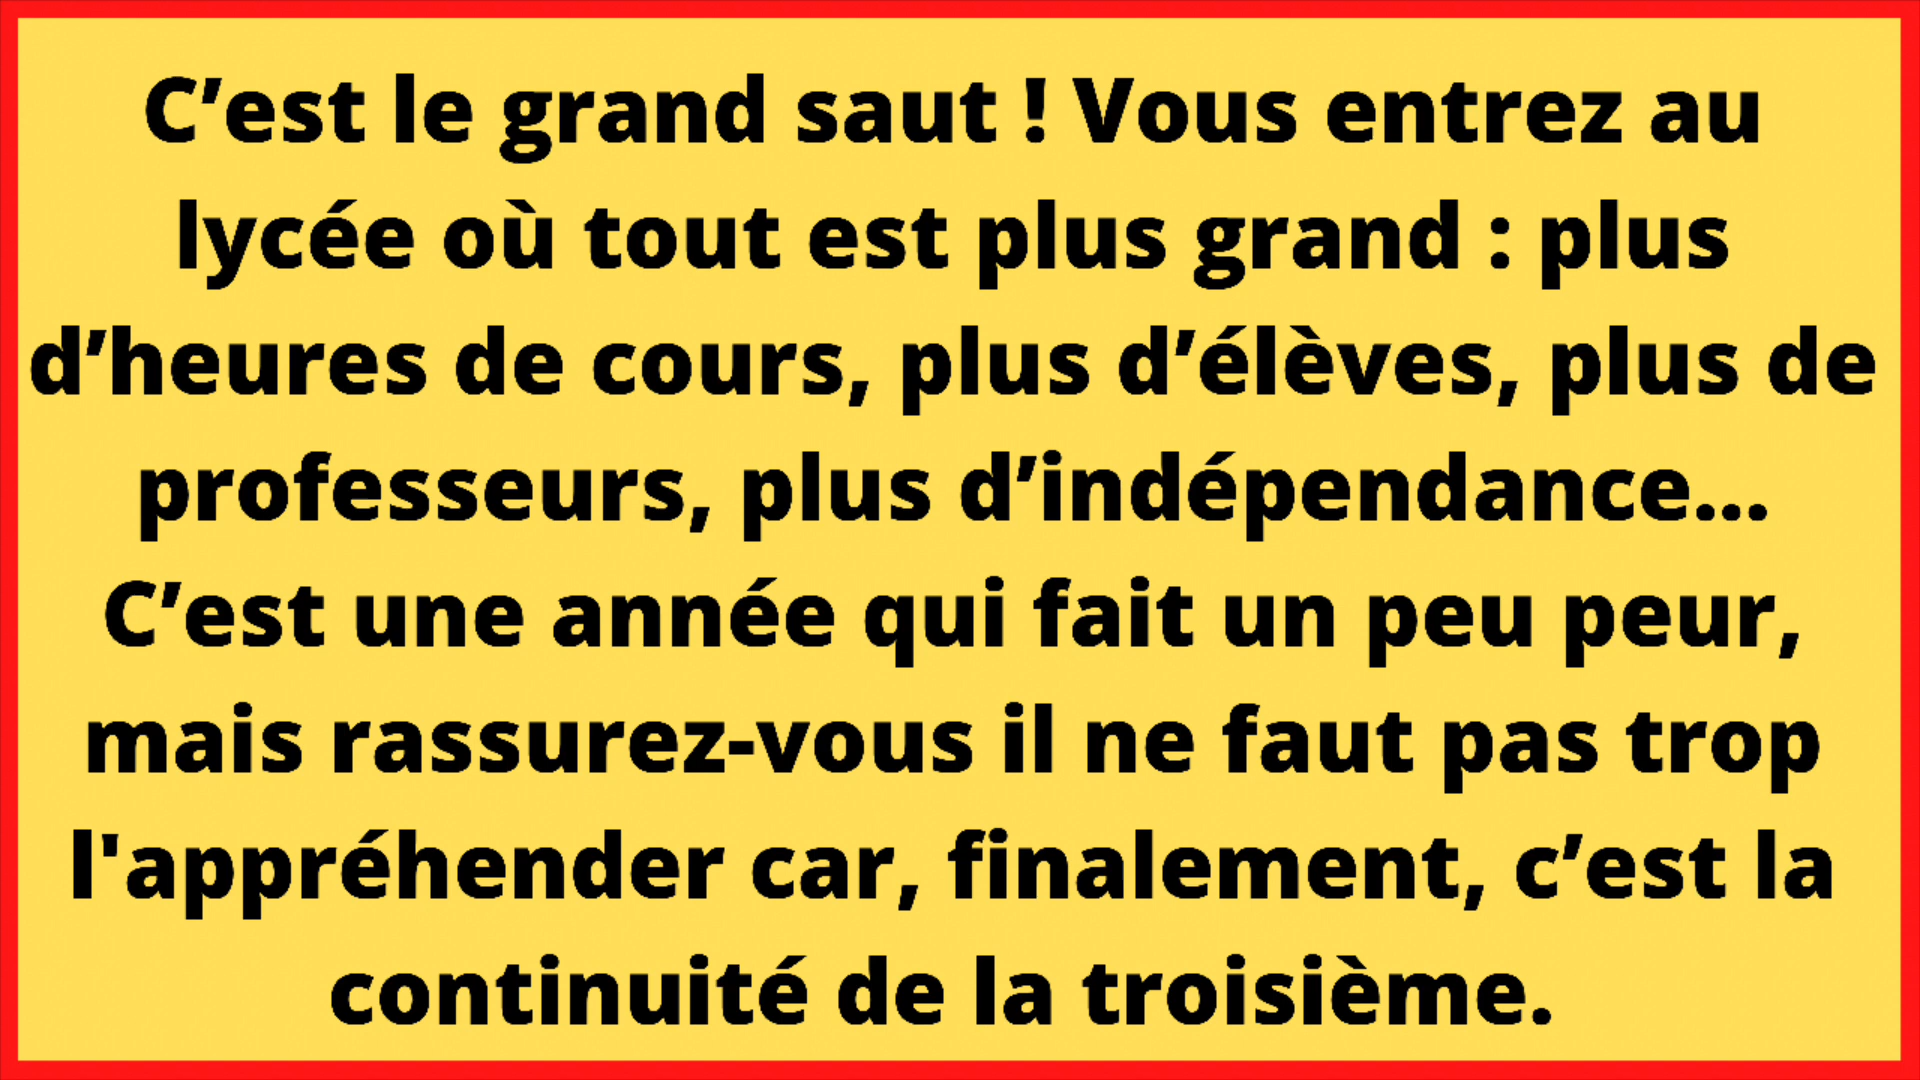 C’est le grand saut ! Vous entrez au
lycée où tout est plus grand : plus
d’heures de cours, plus d’élèves, plus de
professeurs, plus d’indépendance...
C’est une année qui fait un peu peur,
mais rassurez-vous il ne faut pas trop
l'appréhender car, finalement, c’est la
continuité de la troisième.